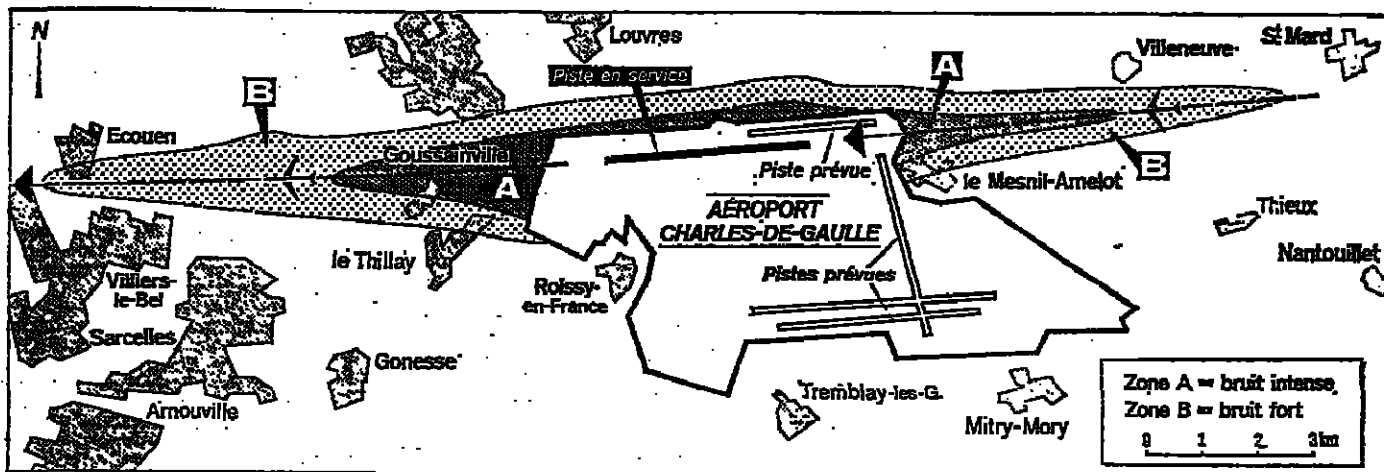 N
Louvres
Villeneuve
St Mard
Piste en service
A
B
Ecouen
Goussainville
Piste prévue
le Mesnil-Amelot
B
A
AÉROPORT
CHARLES-DE-GAULLE
Thieux
le Thillay
Pistes prévues
Nantouillet
Villiers-
le-Bel
Roissy-
en-France
Sarcelles
Gonesse
Arnouville
Tremblay-les-G.
Mitry-Mory
Zone A = bruit intense
Zone B = bruit fort
0 1 2 3 km